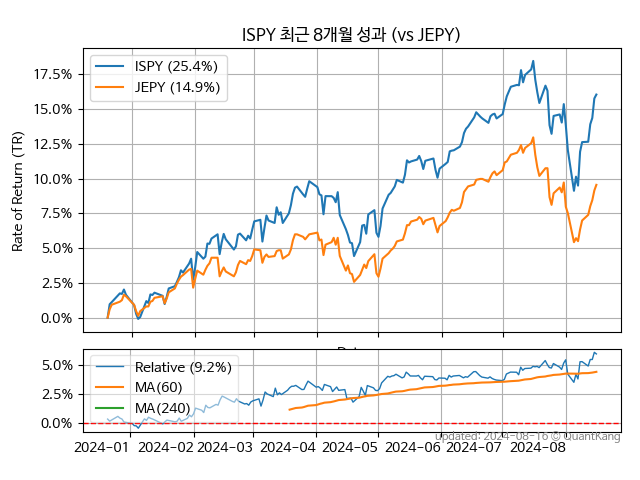 ISPY 최근 8개월 성과 (vs JEPY)
Rate of Return (TR)
17.5%
15.0%
12.5%
10.0%
7.5%
5.0%
2.5%
0.0%
ISPY (25.4%)
JEPY (14.9%)
5.0%
2.5%
0.0%
Relative (9.2%)
MA(60)
MA(240)
2024-01 2024-02 2024-03 2024-04 2024-05 2024-06 2024-07 2024-08
updated: 2024-08-16 © QuantKang